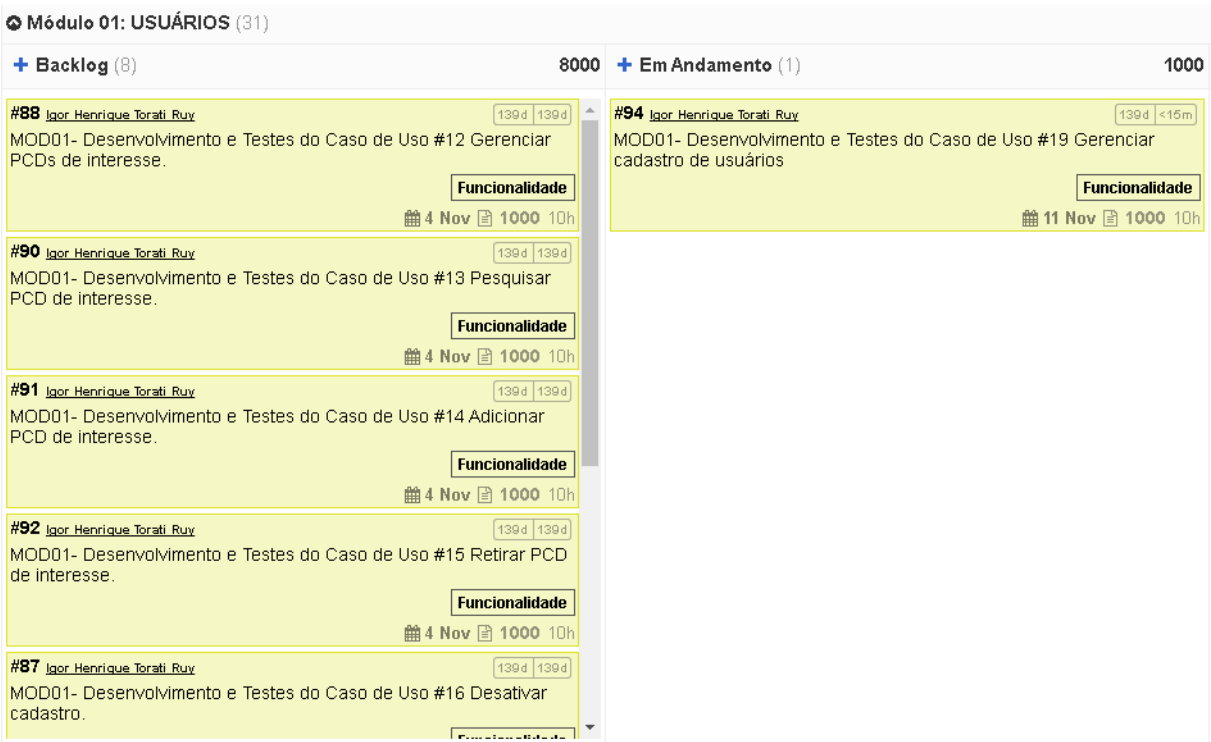 Módulo 01: USUÁRIOS (31)
+ Backlog (8) 8000
#88 Igor Henrique Torati Ruy 139d 139d
MOD01- Desenvolvimento e Testes do Caso de Uso #12 Gerenciar
PCDs de interesse.
Funcionalidade
4 Nov 1000 10h
#90 Igor Henrique Torati Ruy 139d 139d
MOD01- Desenvolvimento e Testes do Caso de Uso #13 Pesquisar
PCD de interesse.
Funcionalidade
4 Nov 1000 10h
#91 Igor Henrique Torati Ruy 139d 139d
MOD01- Desenvolvimento e Testes do Caso de Uso #14 Adicionar
PCD de interesse.
Funcionalidade
4 Nov 1000 10h
#92 Igor Henrique Torati Ruy 139d 139d
MOD01- Desenvolvimento e Testes do Caso de Uso #15 Retirar PCD
de interesse.
Funcionalidade
4 Nov 1000 10h
#87 Igor Henrique Torati Ruy 139d 139d
MOD01- Desenvolvimento e Testes do Caso de Uso #16 Desativar
cadastro.
Funcionalidade
+ Em Andamento (1) 1000
#94 Igor Henrique Torati Ruy 139d <15m
MOD01- Desenvolvimento e Testes do Caso de Uso #19 Gerenciar
cadastro de usuários
Funcionalidade
11 Nov 1000 10h